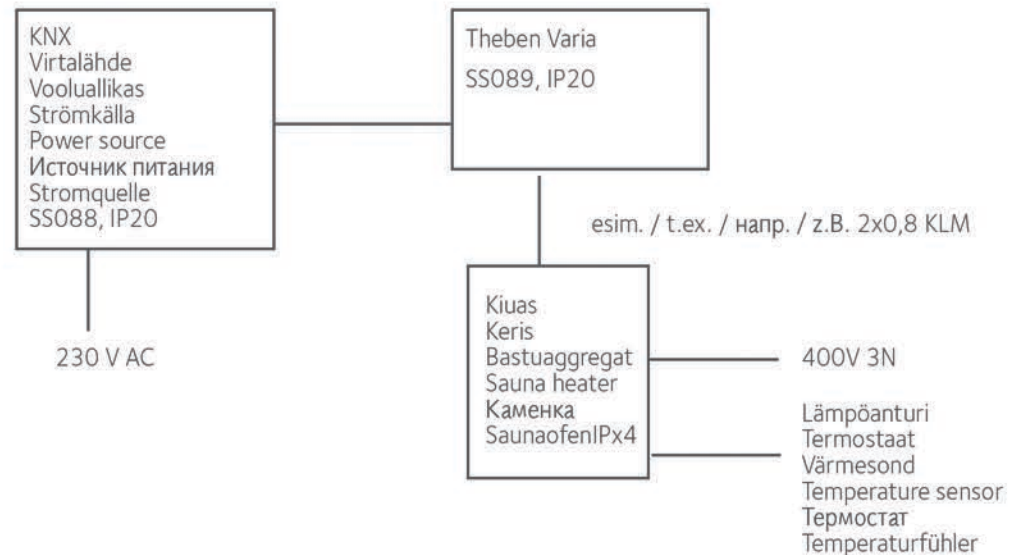 KNX
Virtalähde
Vooluallikas
Strömkälla
Power source
Источник питания
Stromquelle
SS088, IP20
Theben Varia
SS089, IP20
esim. / t.ex. / напр. / z.B. 2x0,8 KLM
230 V AC
Kiuas
Keris
Bastuaggregat
Sauna heater
Каменка
SaunaofenIPx4
400V 3N
Lämpöanturi
Termostaat
Värmesond
Temperature sensor
Термостат
Temperaturfühler